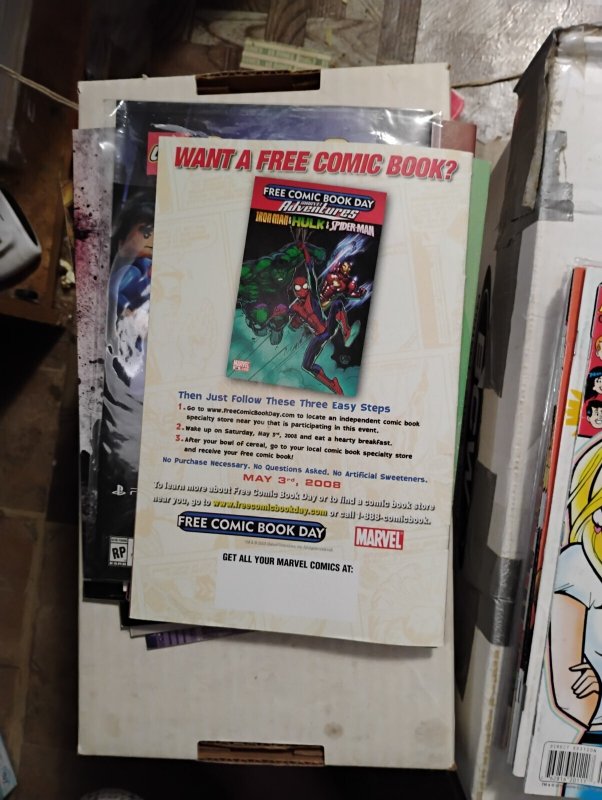 WANT A FREE COMIC BOOK?
FREE COMIC BOOK DAY
MARVEL
Adventures
IRON MAN & HULK & SPIDER-MAN
MARVEL
Then Just Follow These Three Easy Steps
1. Go to www.FreeComicBookDay.com to locate an independent comic book
specialty store near you that is participating in this event.
2. Wake up on Saturday, May 3rd, 2008 and eat a hearty breakfast.
3. After your bowl of cereal, go to your local comic book specialty store
and receive your free comic book!
No Purchase Necessary. No Questions Asked. No Artificial Sweeteners.
MAY 3rd, 2008
To learn more about Free Comic Book Day or to find a comic book store
near you, go to www.freecomicbookday.com or call 1-888-comicbook.
FREE COMIC BOOK DAY
MARVEL
GET ALL YOUR MARVEL COMICS AT:
RP
DIRECT EDITION